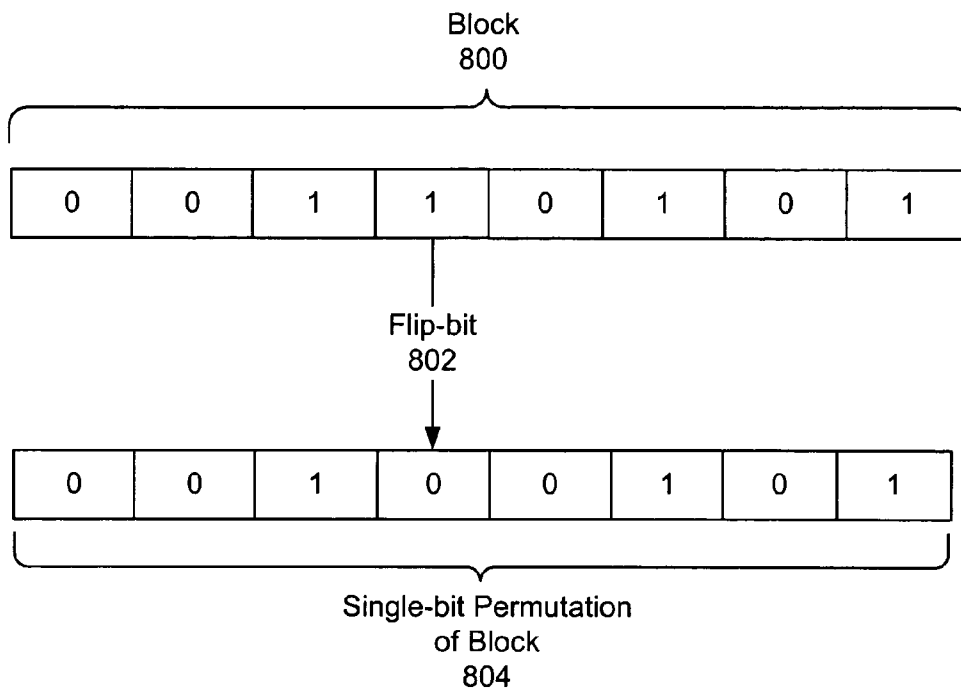 Block
800
0 0 1 1 0 1 0 1
Flip-bit
802
0 0 1 0 0 1 0 1
Single-bit Permutation
of Block
804